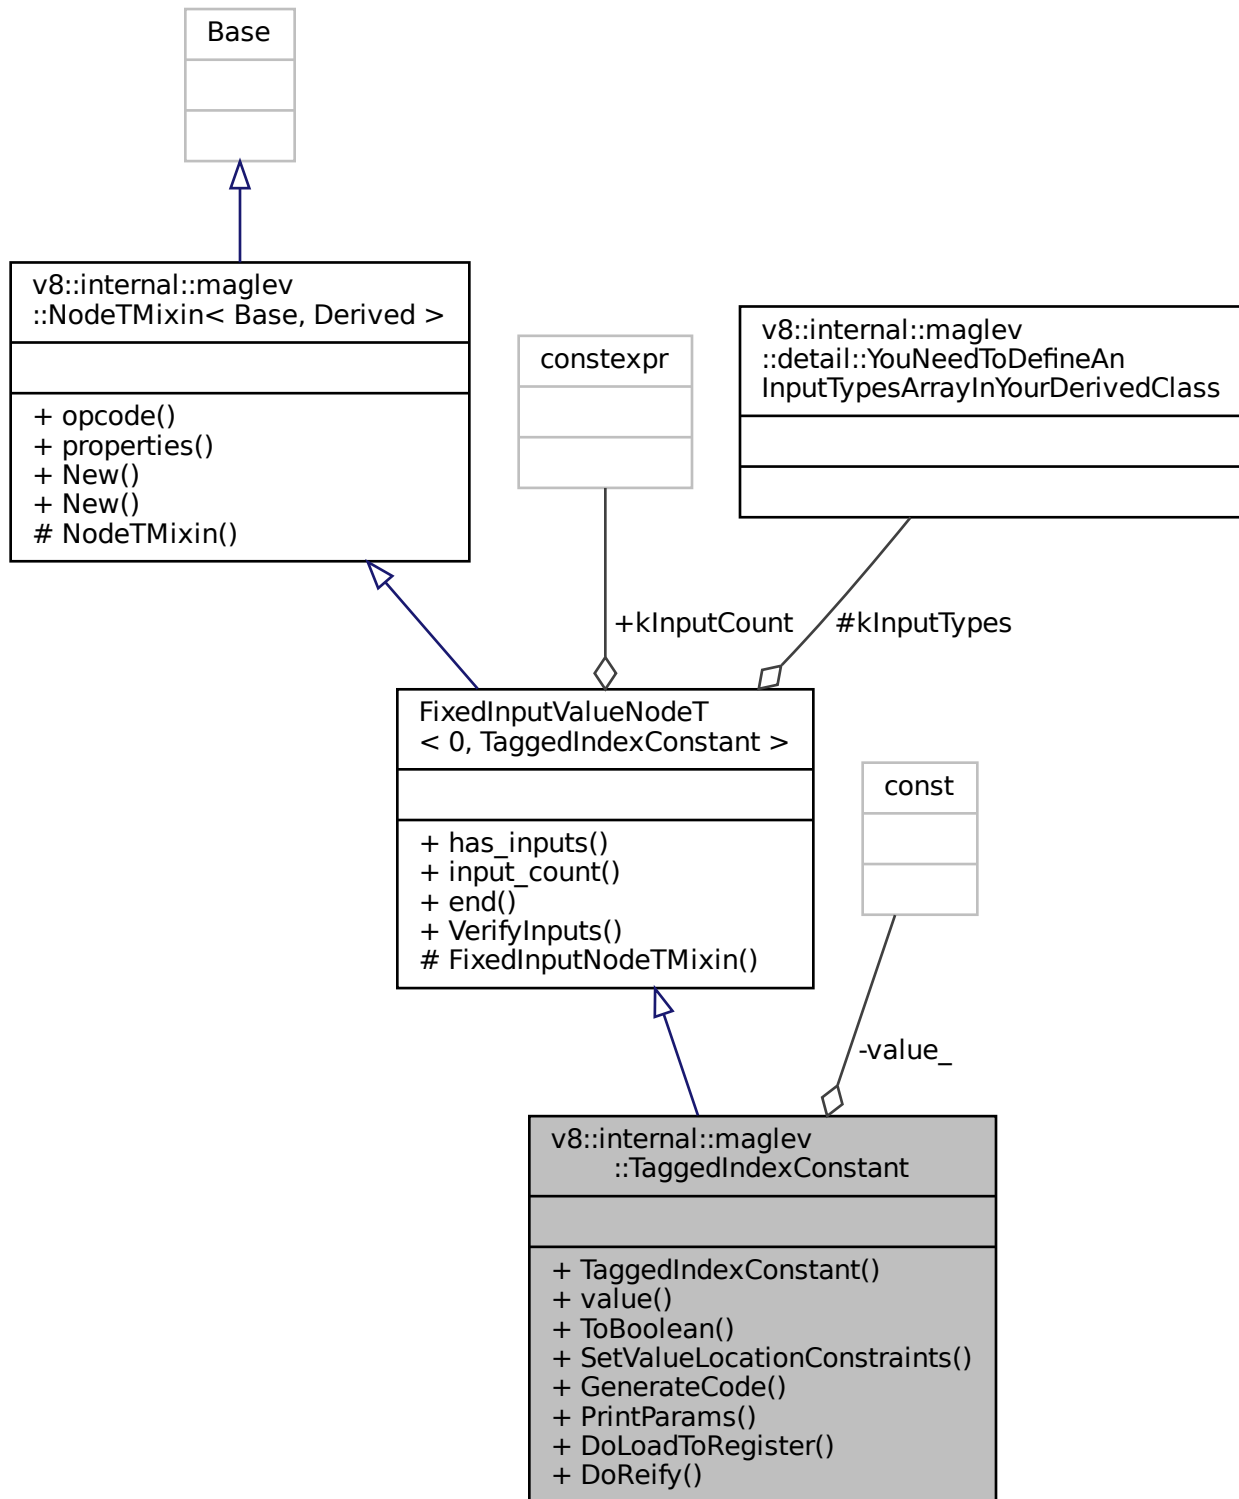 Base
v8::internal::maglev
::NodeTMixin< Base, Derived >
+ opcode()
+ properties()
+ New()
+ New()
# NodeTMixin()
constexpr
v8::internal::maglev
::detail::YouNeedToDefineAn
InputTypesArrayInYourDerivedClass
+kInputCount
#kInputTypes
FixedInputValueNodeT
< 0, TaggedIndexConstant >
+ has_inputs()
+ input_count()
+ end()
+ VerifyInputs()
# FixedInputNodeTMixin()
const
-value_
v8::internal::maglev
::TaggedIndexConstant
+ TaggedIndexConstant()
+ value()
+ ToBoolean()
+ SetValueLocationConstraints()
+ GenerateCode()
+ PrintParams()
+ DoLoadToRegister()
+ DoReify()